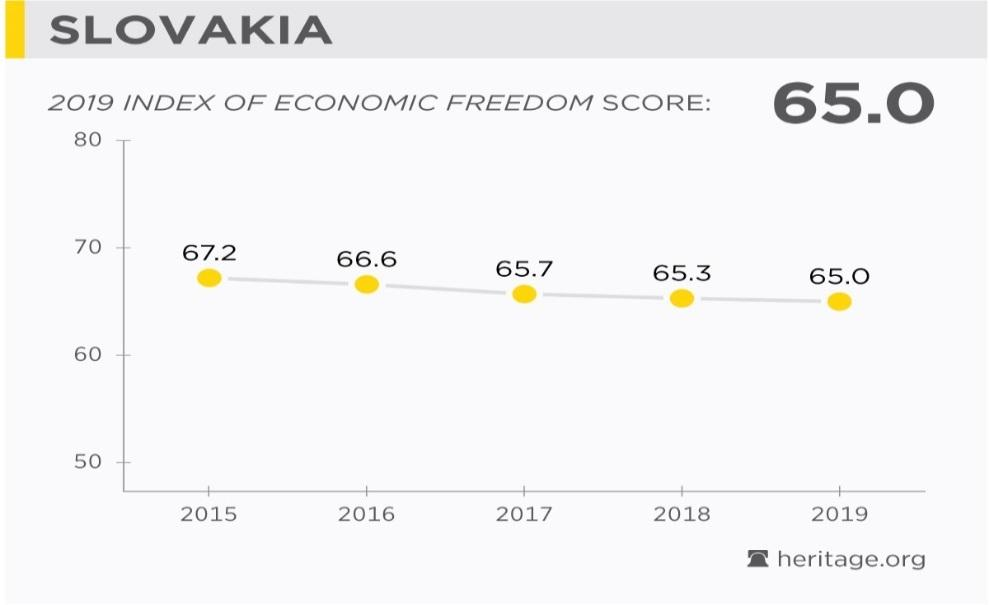 SLOVAKIA
2019 INDEX OF ECONOMIC FREEDOM SCORE: 65.0
80
70
60
50
67.2
66.6
65.7
65.3
65.0
2015 2016 2017 2018 2019
heritage.org